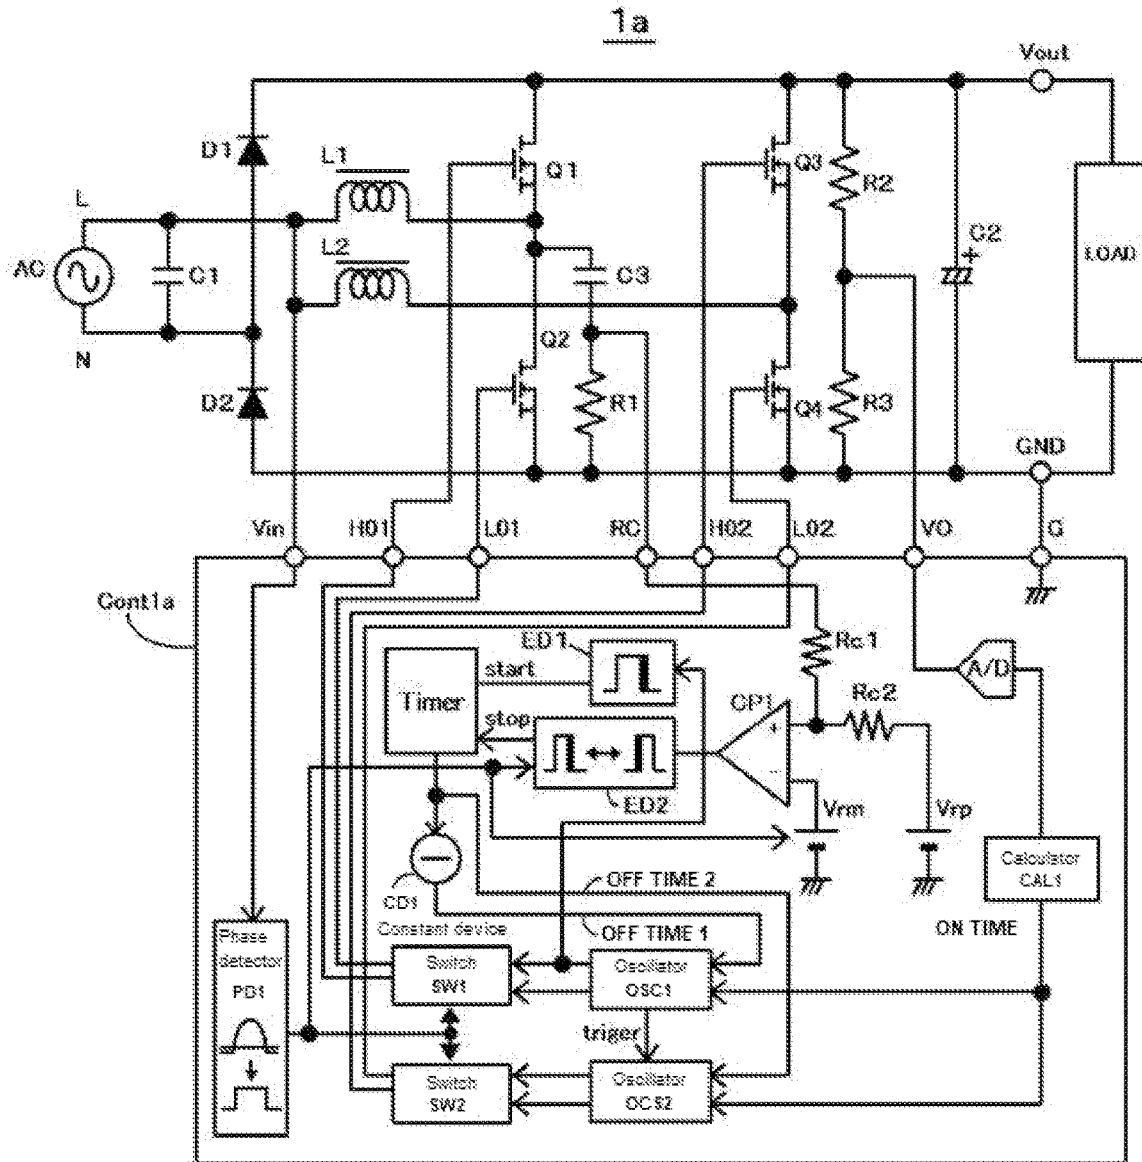 1a
Vout
D1
L1
Q1
Q3
R2
L
L2
C2
LOAD
AC
C1
C3
N
Q2
D2
R1
Q4
R3
GND
Vin
H01
L01
RC
H02
L02
VO
G
Cont1a
ED1
Rc1
A/D
start
Timer
Rc2
CP1
stop
+
−
ED2
Vrm
Vrp
Calculator
CAL1
CD1
OFF TIME 2
Constant device
OFF TIME 1
ON TIME
Phase
detector
PD1
Switch
SW1
Oscillator
OSC1
triger
Switch
SW2
Oscillator
OCS2